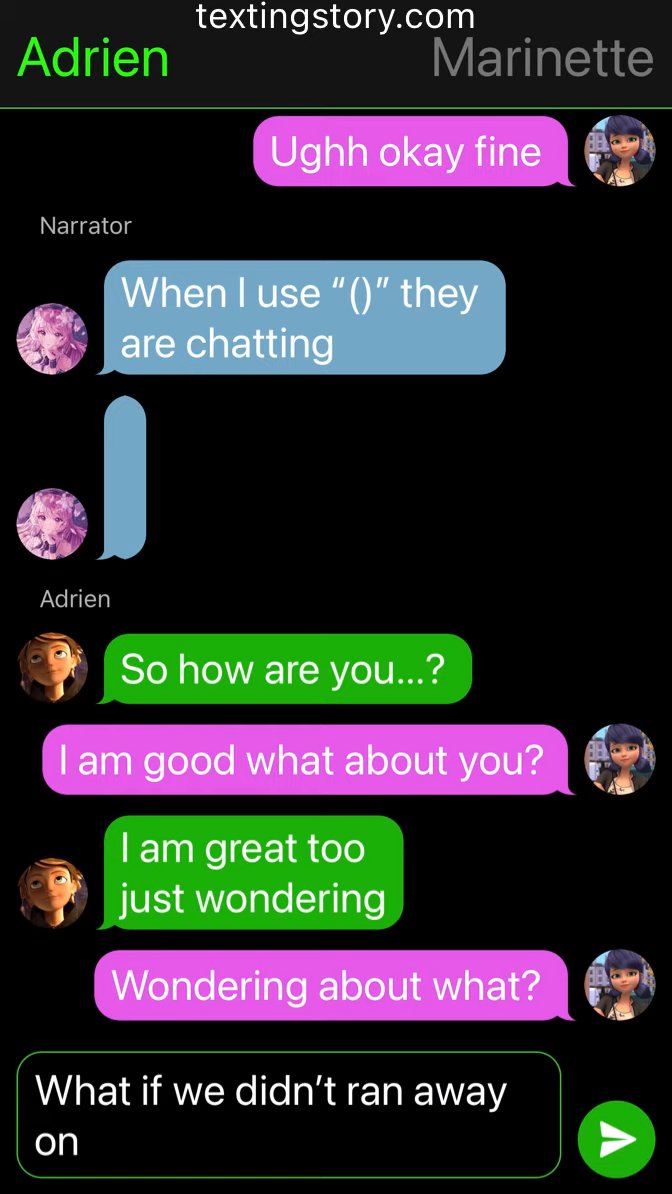 textingstory.com
Adrien Marinette
Ughh okay fine
Narrator
When I use “()” they
are chatting
Adrien
So how are you...?
I am good what about you?
I am great too
just wondering
Wondering about what?
What if we didn’t ran away
on